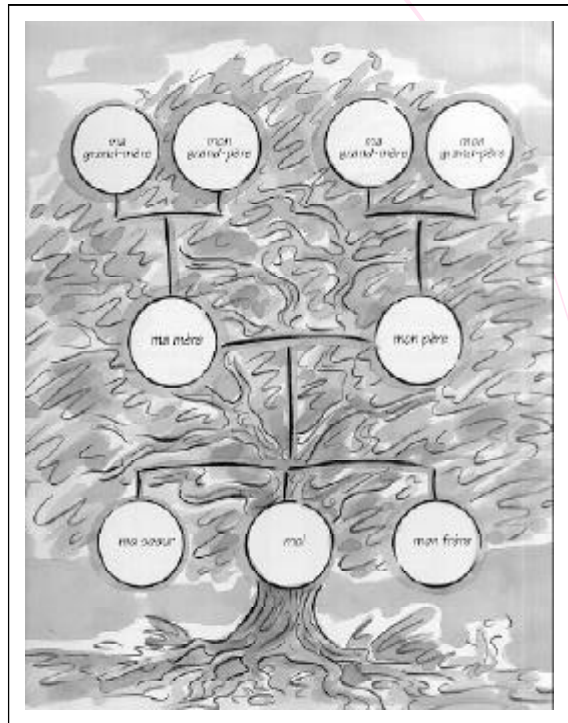 ma
grand-mère
mon
grand-père
ma
grand-mère
mon
grand-père
ma mère
mon père
ma sœur
moi
mon frère